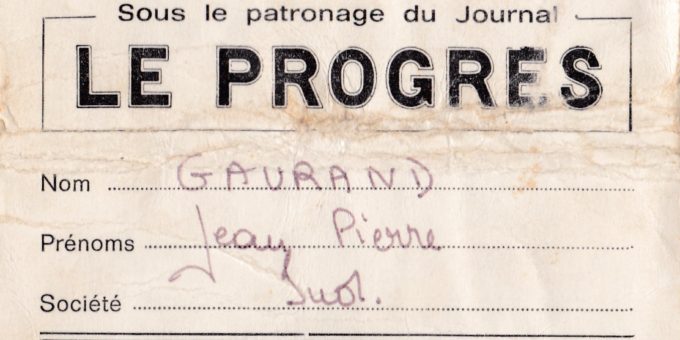 Sous le patronage du Journal
LE PROGRES
Nom GAURAND
Prénoms Jean Pierre
Société